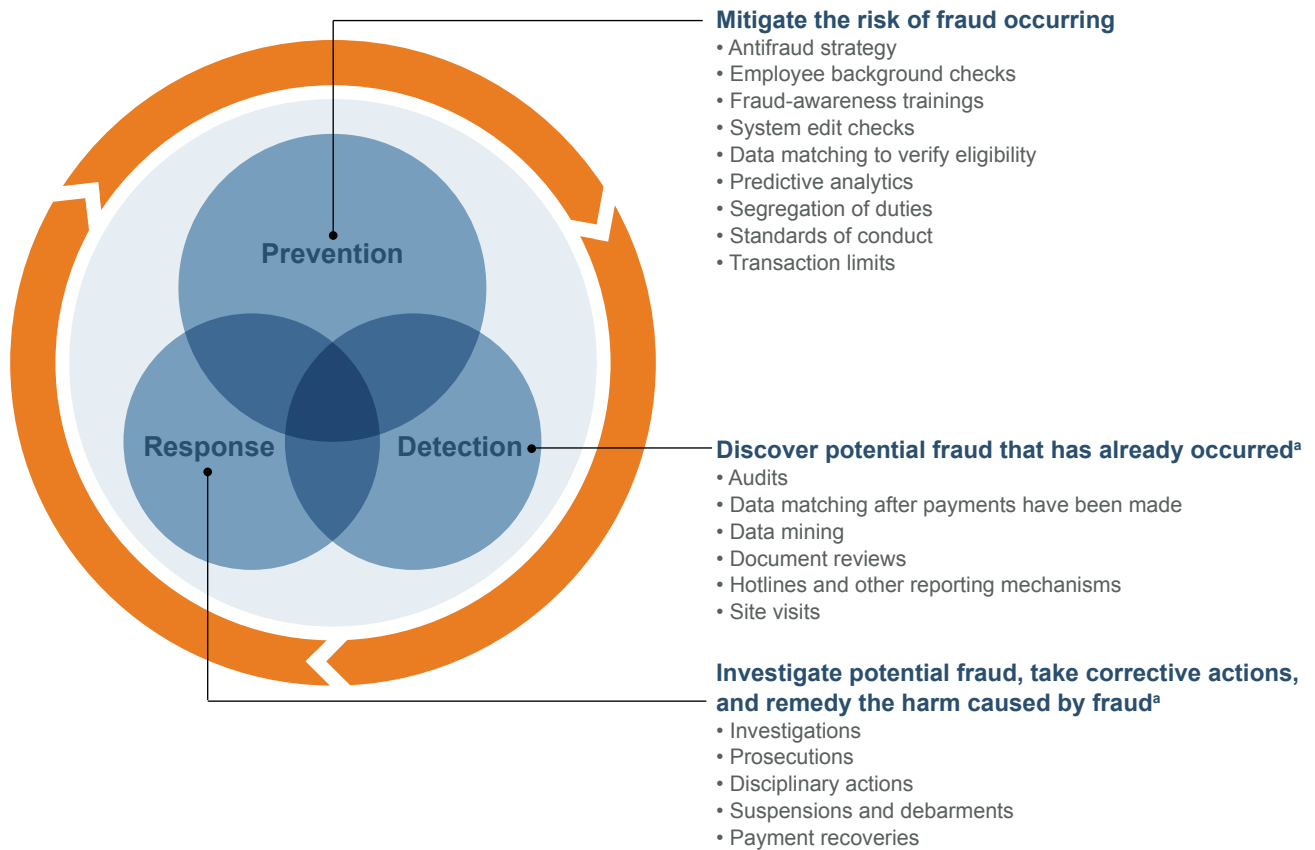 Mitigate the risk of fraud occurring
• Antifraud strategy
• Employee background checks
• Fraud-awareness trainings
• System edit checks
• Data matching to verify eligibility
• Predictive analytics
• Segregation of duties
• Standards of conduct
• Transaction limits
Prevention
Response
Detection
Discover potential fraud that has already occurredᵃ
• Audits
• Data matching after payments have been made
• Data mining
• Document reviews
• Hotlines and other reporting mechanisms
• Site visits
Investigate potential fraud, take corrective actions,
and remedy the harm caused by fraudᵃ
• Investigations
• Prosecutions
• Disciplinary actions
• Suspensions and debarments
• Payment recoveries